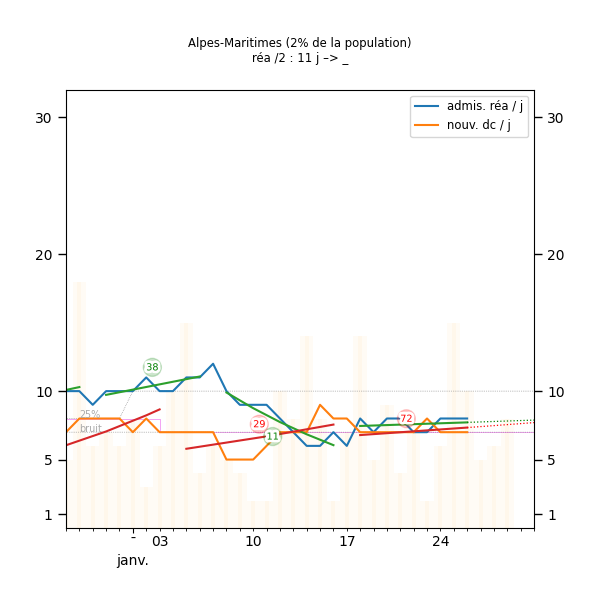 Alpes-Maritimes (2% de la population)
réa /2 : 11 j –> _
admis. réa / j
nouv. dc / j
30 30
20 20
38
10 10
25%
bruit
29
11
72
5 5
1 1
- 03 10 17 24
janv.